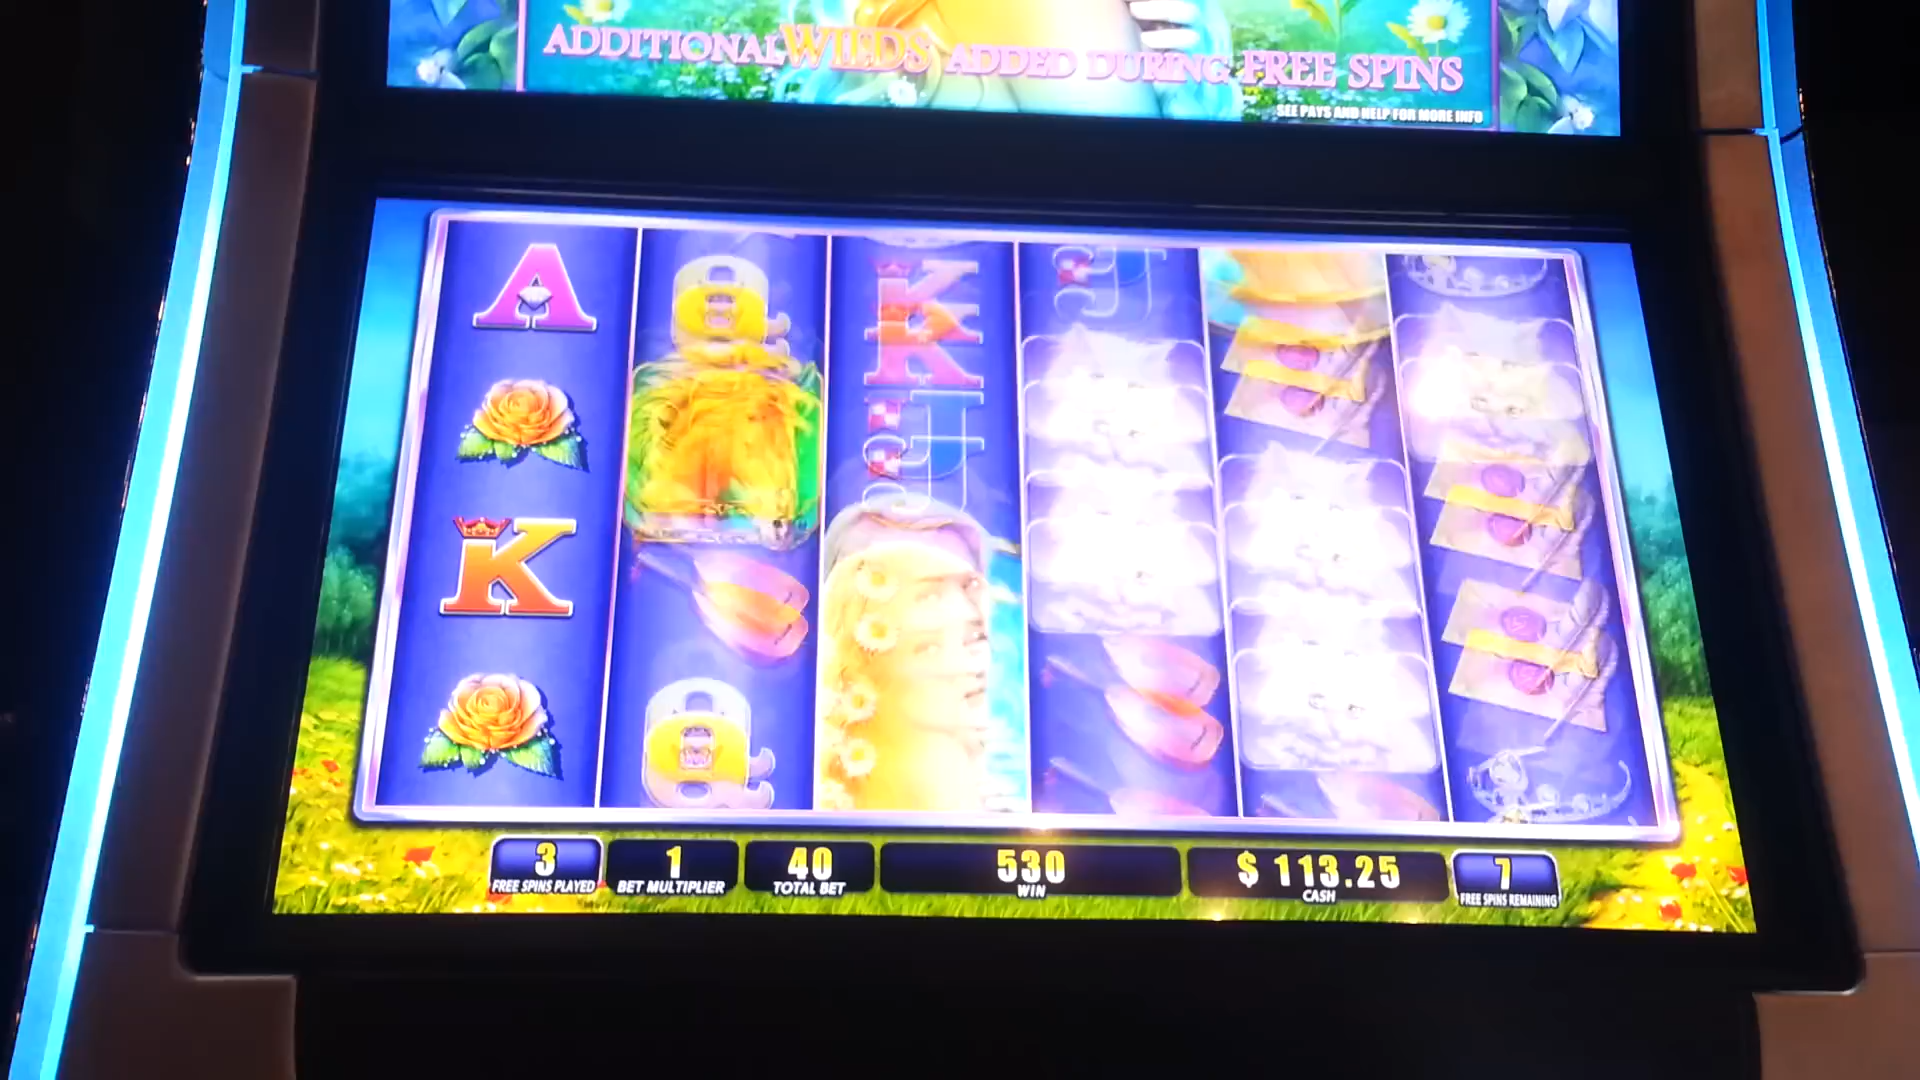 ADDITIONAL WILDS ADDED DURING FREE SPINS
SEE PAYS AND HELP FOR MORE INFO
A
Q
K
K
J
J
K
Q
3
FREE SPINS PLAYED
1
BET MULTIPLIER
40
TOTAL BET
530
WIN
$ 113.25
CASH
7
FREE SPINS REMAINING